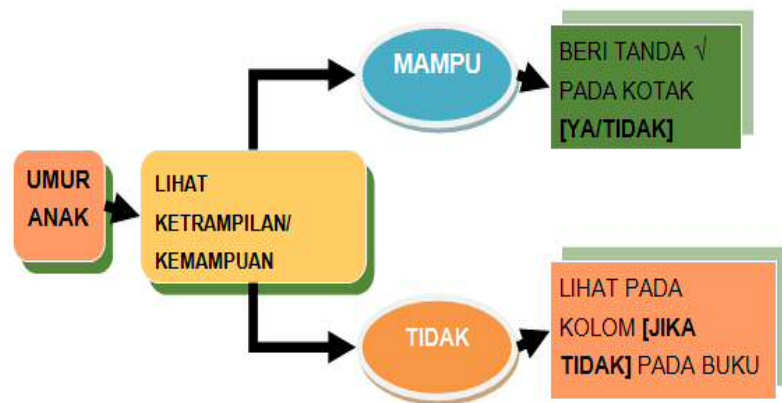 UMUR
ANAK
LIHAT
KETRAMPILAN/
KEMAMPUAN
MAMPU
BERI TANDA √
PADA KOTAK
[YA/TIDAK]
TIDAK
LIHAT PADA
KOLOM [JIKA
TIDAK] PADA BUKU